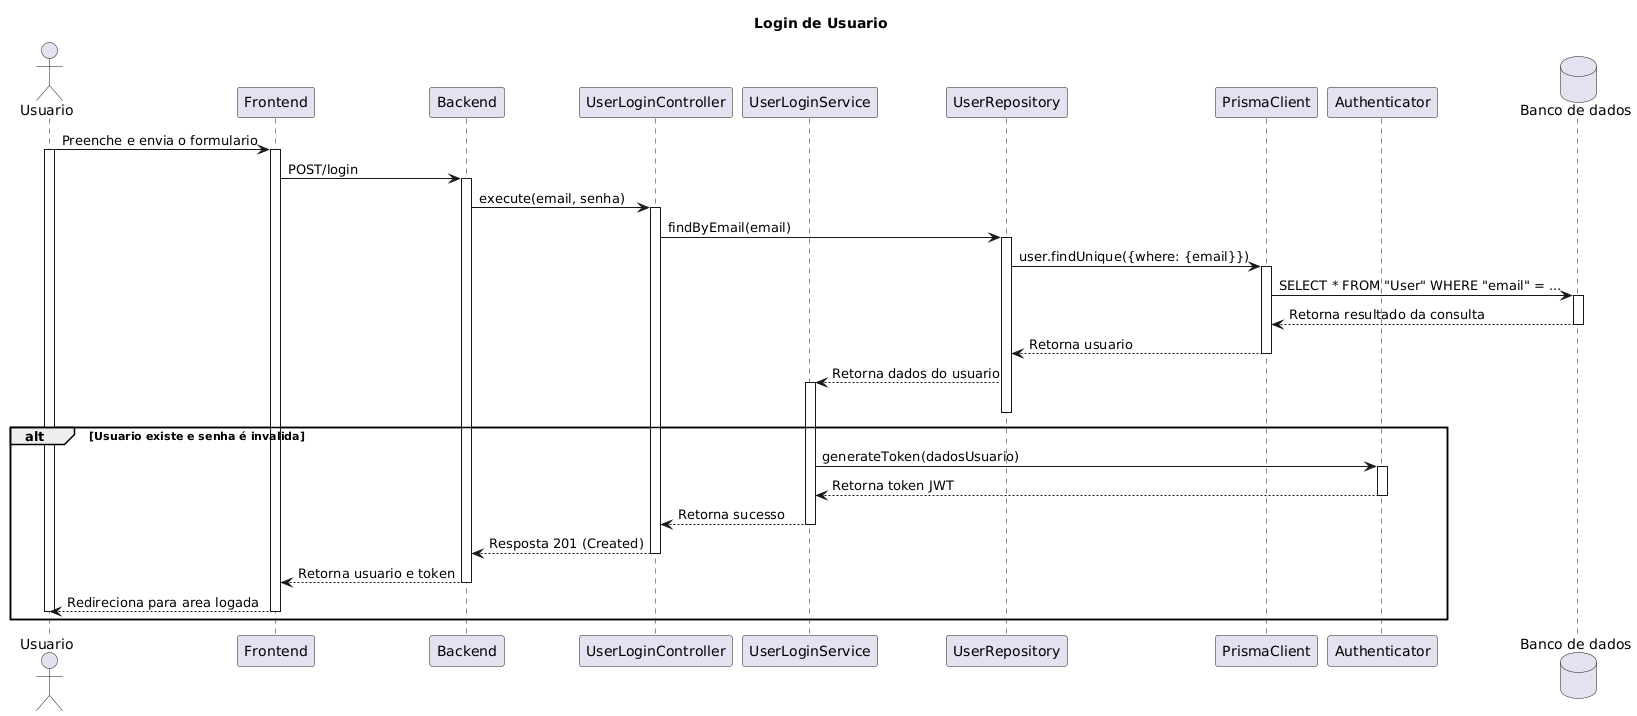 Login de Usuario
Usuario
Frontend
Backend
UserLoginController
UserLoginService
UserRepository
PrismaClient
Authenticator
Banco de dados
Preenche e envia o formulario
POST/login
execute(email, senha)
findByEmail(email)
user.findUnique({where: {email}})
SELECT * FROM "User" WHERE "email" = ...
Retorna resultado da consulta
Retorna usuario
Retorna dados do usuario
alt
[Usuario existe e senha é invalida]
generateToken(dadosUsuario)
Retorna token JWT
Retorna sucesso
Resposta 201 (Created)
Retorna usuario e token
Redireciona para area logada
Usuario
Frontend
Backend
UserLoginController
UserLoginService
UserRepository
PrismaClient
Authenticator
Banco de dados